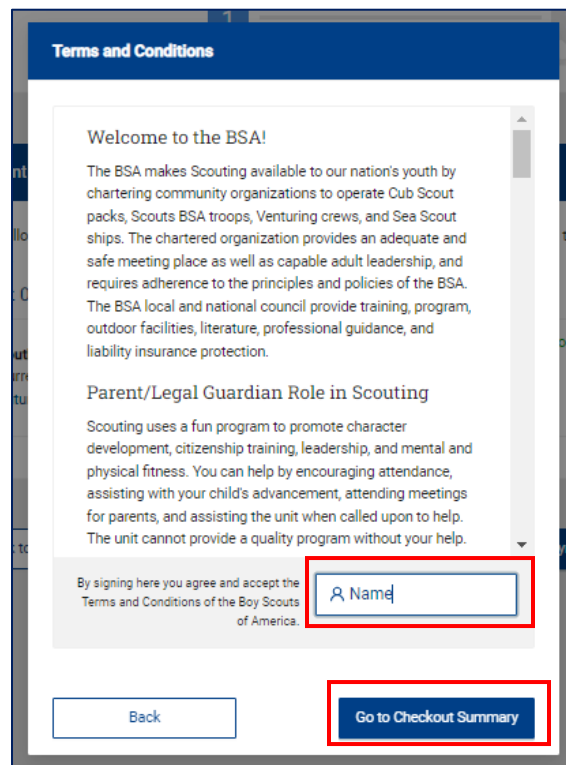 1
Terms and Conditions
Welcome to the BSA!
The BSA makes Scouting available to our nation's youth by
chartering community organizations to operate Cub Scout
packs, Scouts BSA troops, Venturing crews, and Sea Scout
ships. The chartered organization provides an adequate and
safe meeting place as well as capable adult leadership, and
requires adherence to the principles and policies of the BSA.
The BSA local and national council provide training, program,
outdoor facilities, literature, professional guidance, and
liability insurance protection.
Parent/Legal Guardian Role in Scouting
Scouting uses a fun program to promote character
development, citizenship training, leadership, and mental and
physical fitness. You can help by encouraging attendance,
assisting with your child's advancement, attending meetings
for parents, and assisting the unit when called upon to help.
The unit cannot provide a quality program without your help.
By signing here you agree and accept the
Terms and Conditions of the Boy Scouts
of America.
Name
Back
Go to Checkout Summary